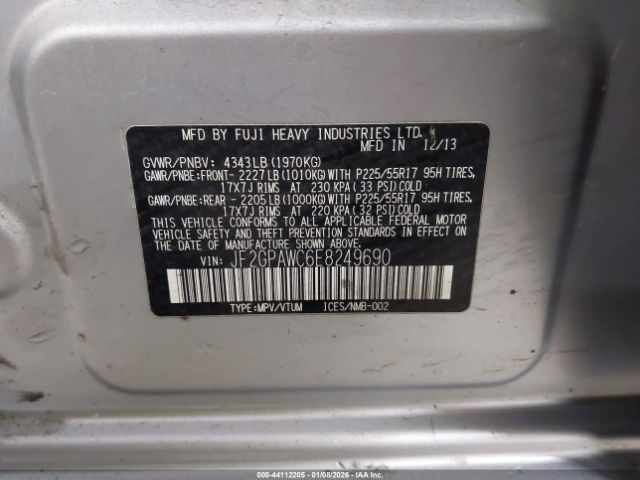 MFD BY FUJI HEAVY INDUSTRIES LTD.
MFD IN 12/13
GVWR/PNBV: 4343LB (1970KG)
GAWR/PNBE:FRONT- 2227LB (1010KG) WITH P225/55R17 95H TIRES,
17X7J RIMS AT 230 KPA (33 PSI) COLD
GAWR/PNBE:REAR - 2205LB (1000KG) WITH P225/55R17 95H TIRES,
17X7J RIMS AT 220 KPA (32 PSI) COLD
THIS VEHICLE CONFORMS TO ALL APPLICABLE FEDERAL MOTOR
VEHICLE SAFETY AND THEFT PREVENTION STANDARDS IN EFFECT
ON THE DATE OF MANUFACTURE SHOWN ABOVE.
VIN: JF2GPAWC6E8249690
TYPE:MPV/VTUM ICES/NMB-002
000-44112205 - 01/08/2026 - COPYRIGHT IAA, LLC